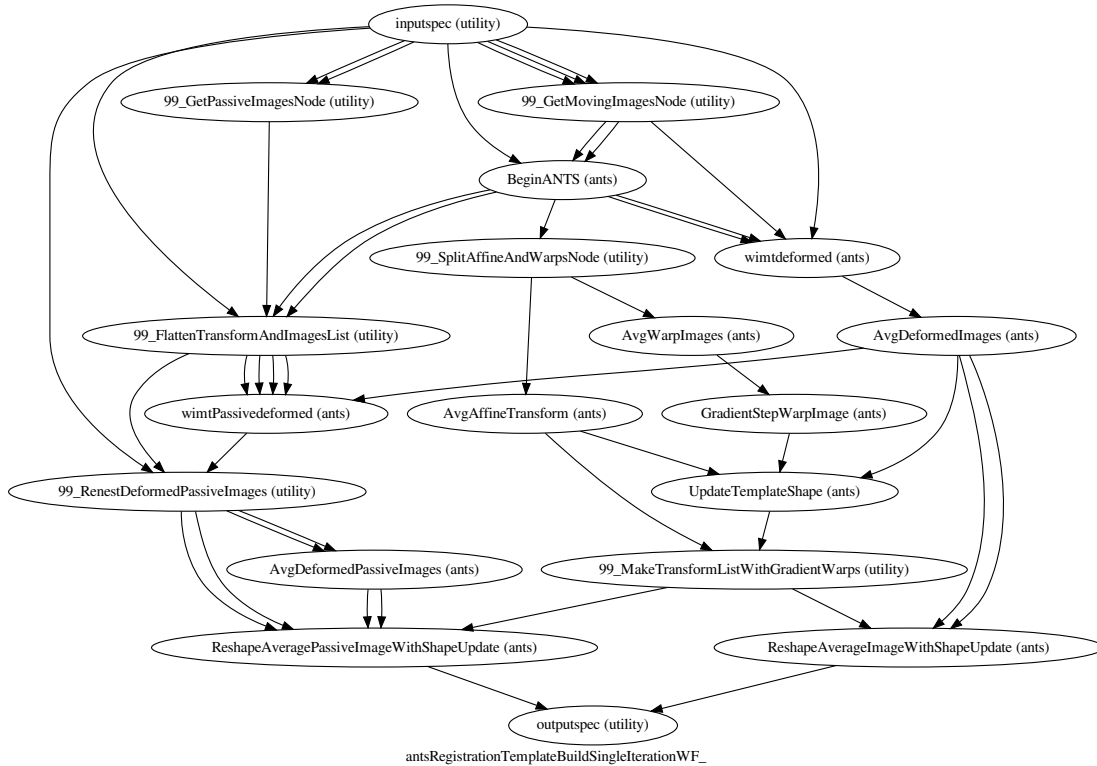 inputspec (utility)
99_GetPassiveImagesNode (utility)
99_GetMovingImagesNode (utility)
BeginANTS (ants)
99_SplitAffineAndWarpsNode (utility)
wimtdeformed (ants)
99_FlattenTransformAndImagesList (utility)
AvgWarpImages (ants)
AvgDeformedImages (ants)
wimtPassivedeformed (ants)
AvgAffineTransform (ants)
GradientStepWarpImage (ants)
99_RenestDeformedPassiveImages (utility)
UpdateTemplateShape (ants)
AvgDeformedPassiveImages (ants)
99_MakeTransformListWithGradientWarps (utility)
ReshapeAveragePassiveImageWithShapeUpdate (ants)
ReshapeAverageImageWithShapeUpdate (ants)
outputspec (utility)
antsRegistrationTemplateBuildSingleIterationWF_